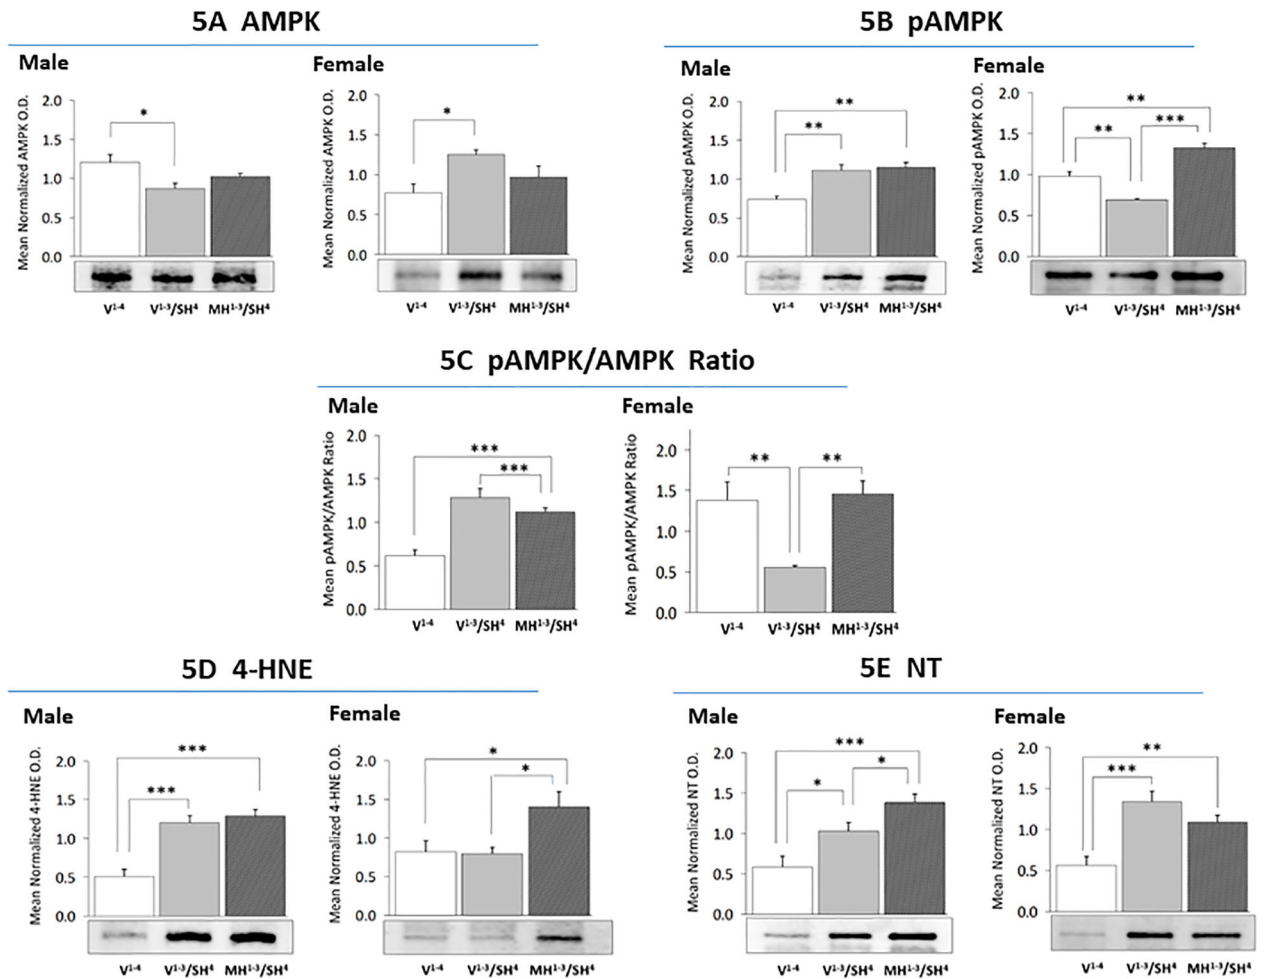 5A AMPK
Male
Female
Mean Normalized AMPK O.D.
2.0
1.5
1.0
0.5
0.0
*
V¹⁻⁴ V¹⁻³/SH⁴ MH¹⁻³/SH⁴
Mean Normalized AMPK O.D.
2.0
1.5
1.0
0.5
0.0
*
V¹⁻⁴ V¹⁻³/SH⁴ MH¹⁻³/SH⁴
5B pAMPK
Male
Female
Mean Normalized pAMPK O.D.
2.0
1.5
1.0
0.5
0.0
**
**
V¹⁻⁴ V¹⁻³/SH⁴ MH¹⁻³/SH⁴
Mean Normalized pAMPK O.D.
2.0
1.5
1.0
0.5
0.0
**
***
**
V¹⁻⁴ V¹⁻³/SH⁴ MH¹⁻³/SH⁴
5C pAMPK/AMPK Ratio
Male
Female
Mean pAMPK/AMPK Ratio
2.0
1.5
1.0
0.5
0.0
***
***
V¹⁻⁴ V¹⁻³/SH⁴ MH¹⁻³/SH⁴
Mean pAMPK/AMPK Ratio
2.0
1.5
1.0
0.5
0.0
** **
V¹⁻⁴ V¹⁻³/SH⁴ MH¹⁻³/SH⁴
5D 4-HNE
Male
Female
Mean Normalized 4-HNE O.D.
2.0
1.5
1.0
0.5
0.0
***
***
V¹⁻⁴ V¹⁻³/SH⁴ MH¹⁻³/SH⁴
Mean Normalized 4-HNE O.D.
2.0
1.5
1.0
0.5
0.0
*
*
V¹⁻⁴ V¹⁻³/SH⁴ MH¹⁻³/SH⁴
5E NT
Male
Female
Mean Normalized NT O.D.
2.0
1.5
1.0
0.5
0.0
***
*
*
V¹⁻⁴ V¹⁻³/SH⁴ MH¹⁻³/SH⁴
Mean Normalized NT O.D.
2.0
1.5
1.0
0.5
0.0
**
***
V¹⁻⁴ V¹⁻³/SH⁴ MH¹⁻³/SH⁴